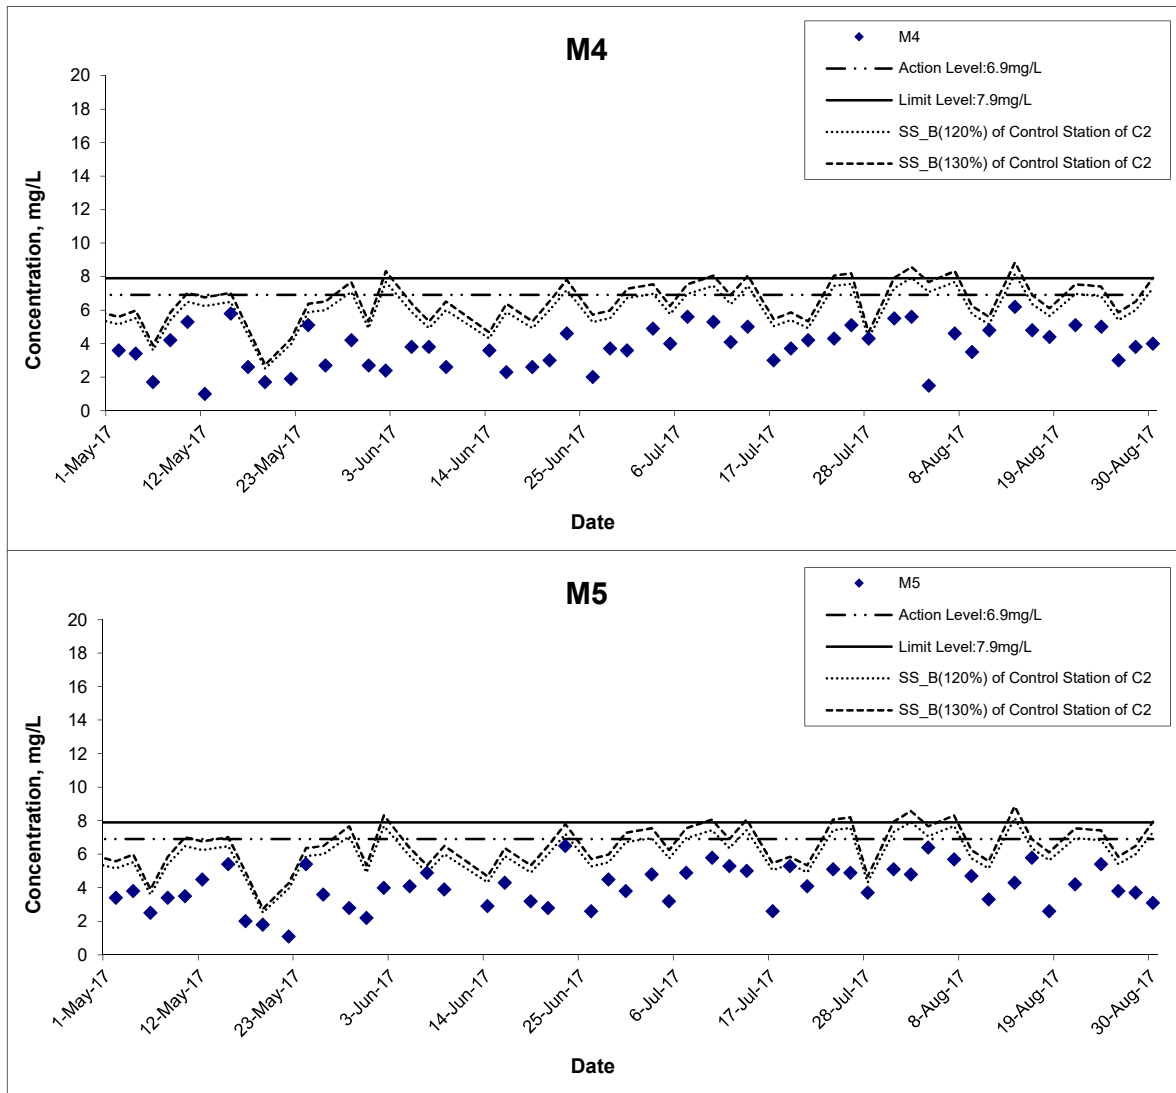 M4
M4
Action Level:6.9mg/L
Limit Level:7.9mg/L
SS_B(120%) of Control Station of C2
SS_B(130%) of Control Station of C2
Concentration, mg/L
20
18
16
14
12
10
8
6
4
2
0
1-May-17
12-May-17
23-May-17
3-Jun-17
14-Jun-17
25-Jun-17
6-Jul-17
17-Jul-17
28-Jul-17
8-Aug-17
19-Aug-17
30-Aug-17
Date
M5
M5
Action Level:6.9mg/L
Limit Level:7.9mg/L
SS_B(120%) of Control Station of C2
SS_B(130%) of Control Station of C2
Concentration, mg/L
20
18
16
14
12
10
8
6
4
2
0
1-May-17
12-May-17
23-May-17
3-Jun-17
14-Jun-17
25-Jun-17
6-Jul-17
17-Jul-17
28-Jul-17
8-Aug-17
19-Aug-17
30-Aug-17
Date